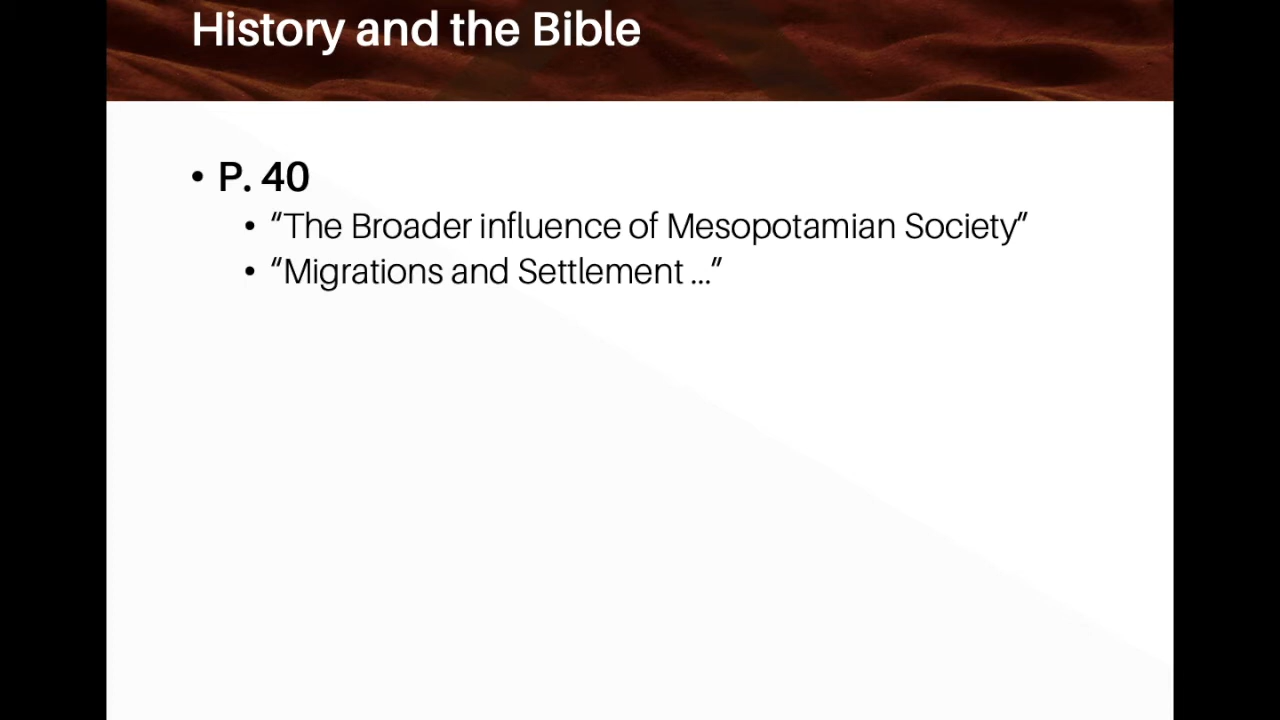 History and the Bible
• P. 40
• “The Broader influence of Mesopotamian Society”
• “Migrations and Settlement ...”